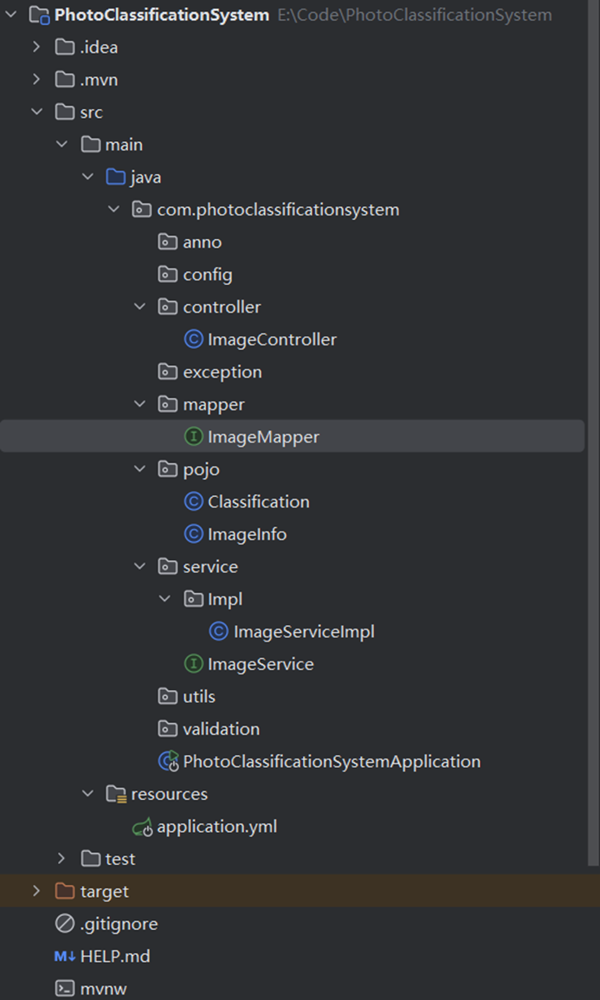 PhotoClassificationSystem E:\Code\PhotoClassificationSystem
.idea
.mvn
src
main
java
com.photoclassificationsystem
anno
config
controller
ImageController
exception
mapper
ImageMapper
pojo
Classification
ImageInfo
service
Impl
ImageServiceImpl
ImageService
utils
validation
PhotoClassificationSystemApplication
resources
application.yml
test
target
.gitignore
HELP.md
mvnw